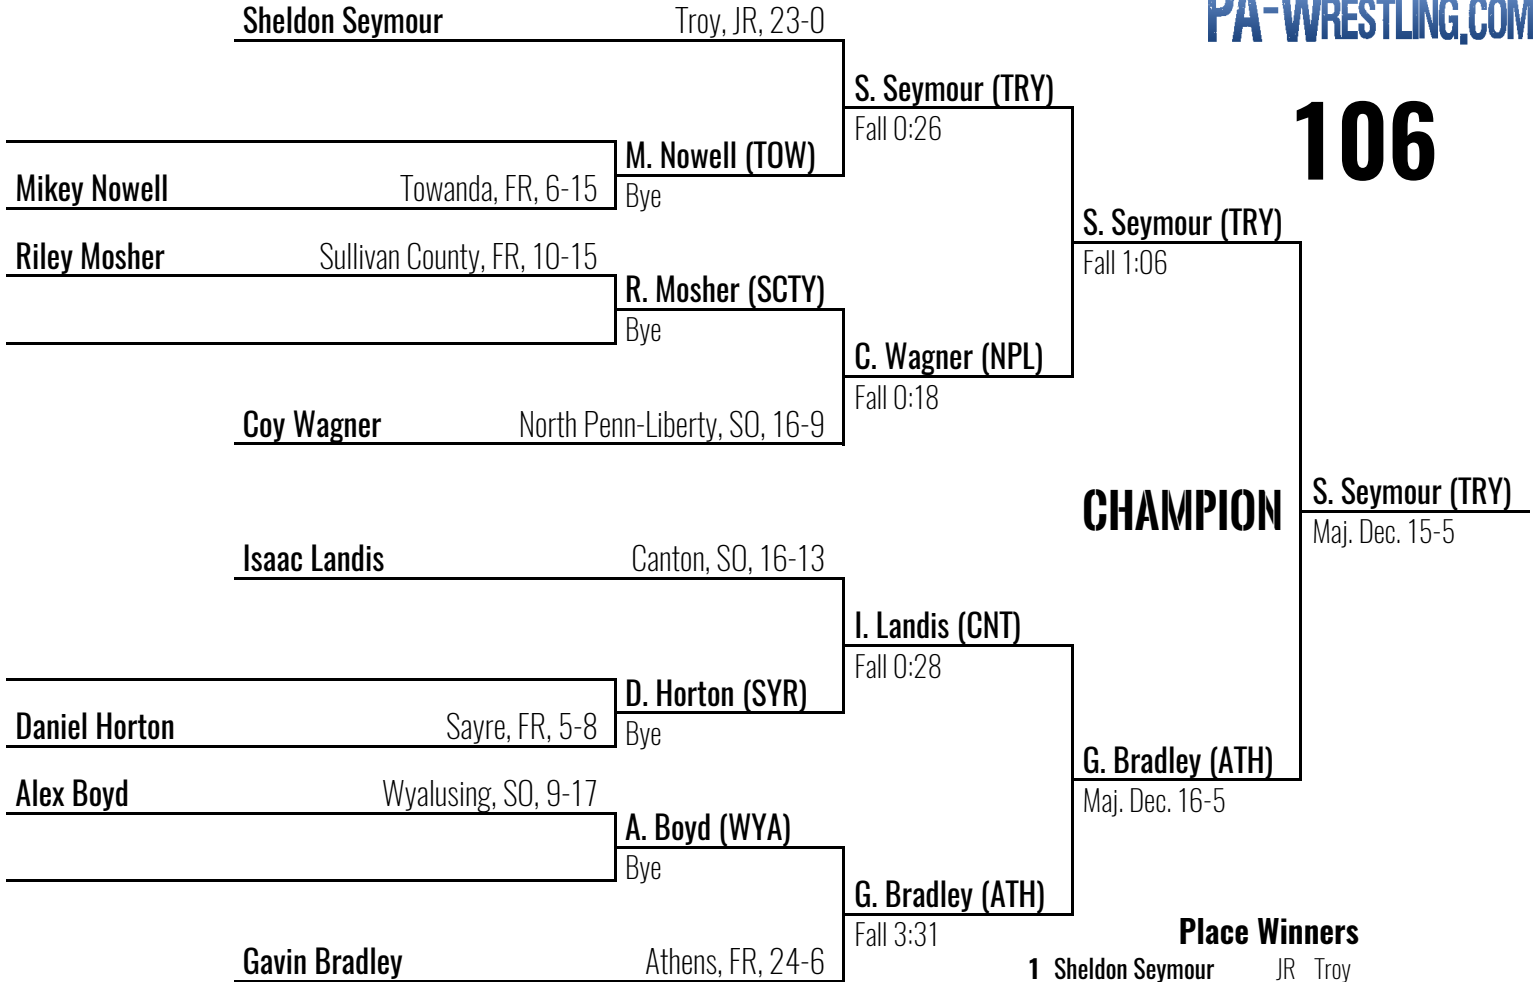 Sheldon Seymour Troy, JR, 23-0
PA-WRESTLING.COM
S. Seymour (TRY)
Fall 0:26
106
M. Nowell (TOW)
Mikey Nowell Towanda, FR, 6-15
Bye
S. Seymour (TRY)
Fall 1:06
Riley Mosher Sullivan County, FR, 10-15
R. Mosher (SCTY)
Bye
C. Wagner (NPL)
Fall 0:18
Coy Wagner North Penn-Liberty, SO, 16-9
CHAMPION
S. Seymour (TRY)
Maj. Dec. 15-5
Isaac Landis Canton, SO, 16-13
I. Landis (CNT)
Fall 0:28
D. Horton (SYR)
Daniel Horton Sayre, FR, 5-8
Bye
G. Bradley (ATH)
Maj. Dec. 16-5
Alex Boyd Wyalusing, SO, 9-17
A. Boyd (WYA)
Bye
G. Bradley (ATH)
Fall 3:31
Gavin Bradley Athens, FR, 24-6
Place Winners
1 Sheldon Seymour JR Troy